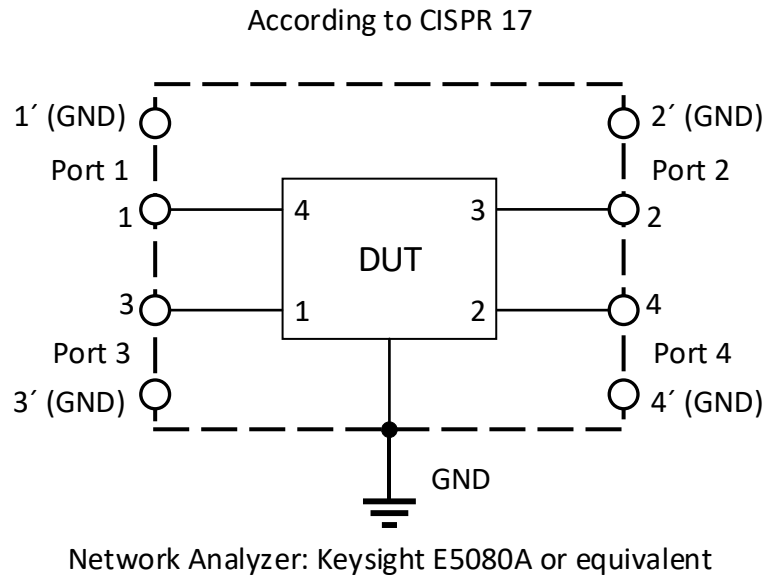 According to CISPR 17
1´ (GND)
2´ (GND)
Port 1
Port 2
1
4
3
2
DUT
3
1
2
4
Port 3
Port 4
3´ (GND)
4´ (GND)
GND
Network Analyzer: Keysight E5080A or equivalent